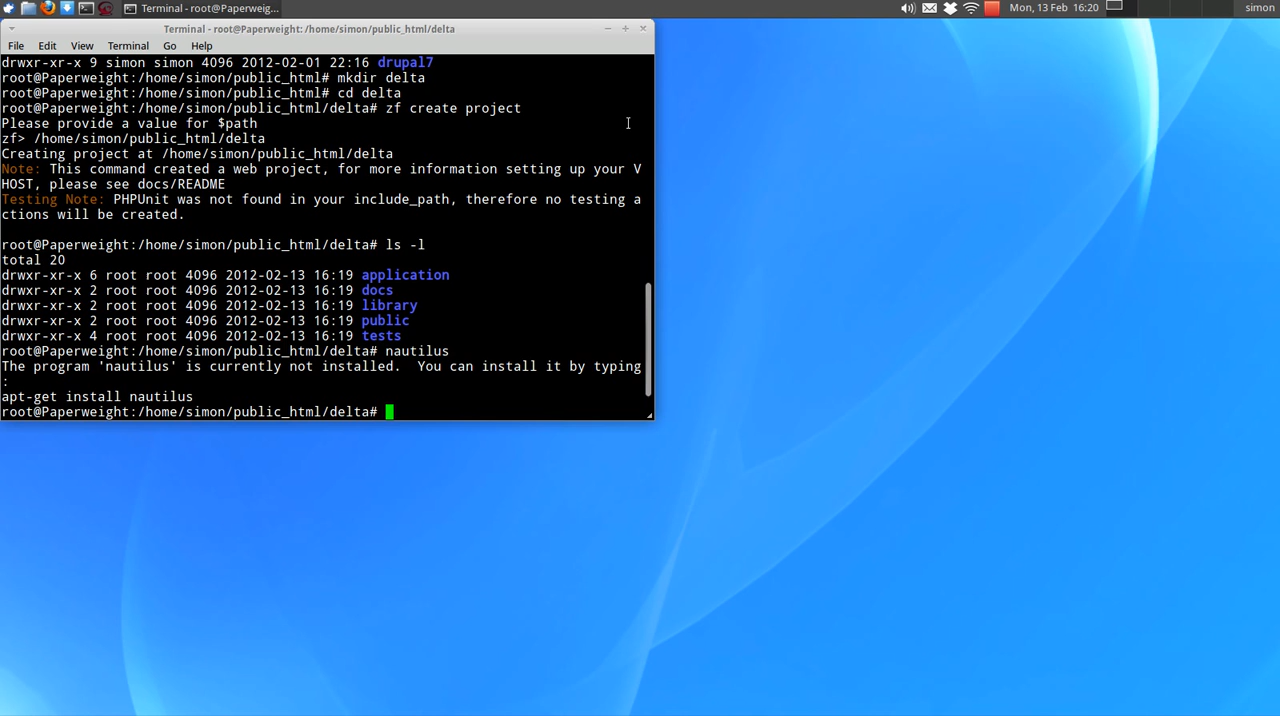 Terminal - root@Paperweig...
Mon, 13 Feb 16:20
simon
Terminal - root@Paperweight: /home/simon/public_html/delta
File Edit View Terminal Go Help
drwxr-xr-x 9 simon simon 4096 2012-02-01 22:16 drupal7
root@Paperweight:/home/simon/public_html# mkdir delta
root@Paperweight:/home/simon/public_html# cd delta
root@Paperweight:/home/simon/public_html/delta# zf create project
Please provide a value for $path
zf> /home/simon/public_html/delta
Creating project at /home/simon/public_html/delta
Note: This command created a web project, for more information setting up your V
HOST, please see docs/README
Testing Note: PHPUnit was not found in your include_path, therefore no testing a
ctions will be created.
root@Paperweight:/home/simon/public_html/delta# ls -l
total 20
drwxr-xr-x 6 root root 4096 2012-02-13 16:19 application
drwxr-xr-x 2 root root 4096 2012-02-13 16:19 docs
drwxr-xr-x 2 root root 4096 2012-02-13 16:19 library
drwxr-xr-x 2 root root 4096 2012-02-13 16:19 public
drwxr-xr-x 4 root root 4096 2012-02-13 16:19 tests
root@Paperweight:/home/simon/public_html/delta# nautilus
The program 'nautilus' is currently not installed.  You can install it by typing
:
apt-get install nautilus
root@Paperweight:/home/simon/public_html/delta#